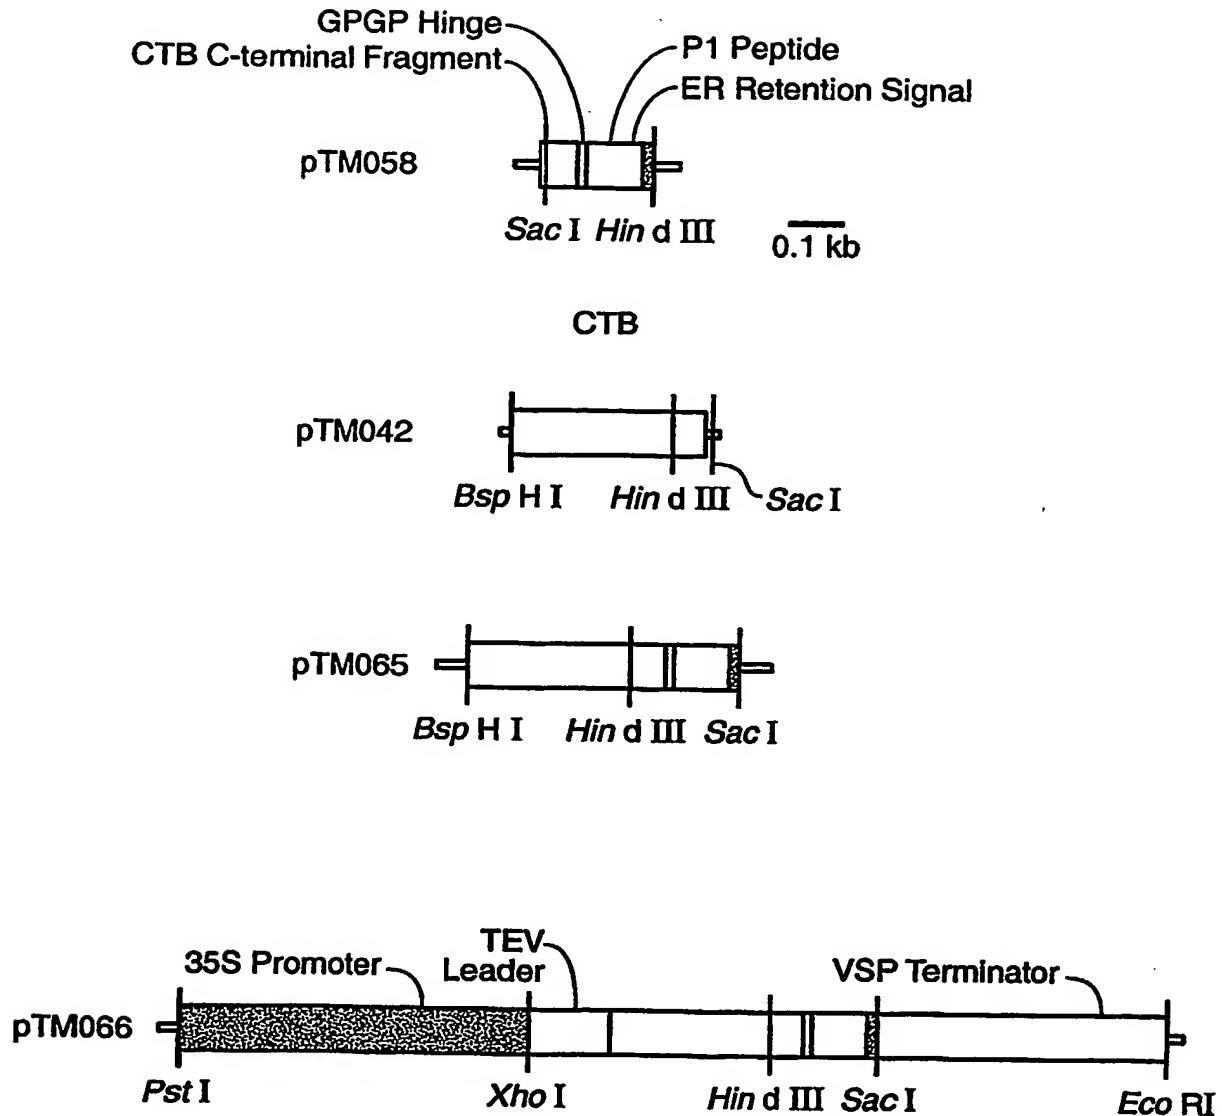 GPGP Hinge
CTB C-terminal Fragment
P1 Peptide
ER Retention Signal
pTM058
Sac I Hin d III
0.1 kb
CTB
pTM042
Bsp H I Hin d III Sac I
pTM065
Bsp H I Hin d III Sac I
35S Promoter
TEV
Leader
VSP Terminator
pTM066
Pst I Xho I Hin d III Sac I Eco RI